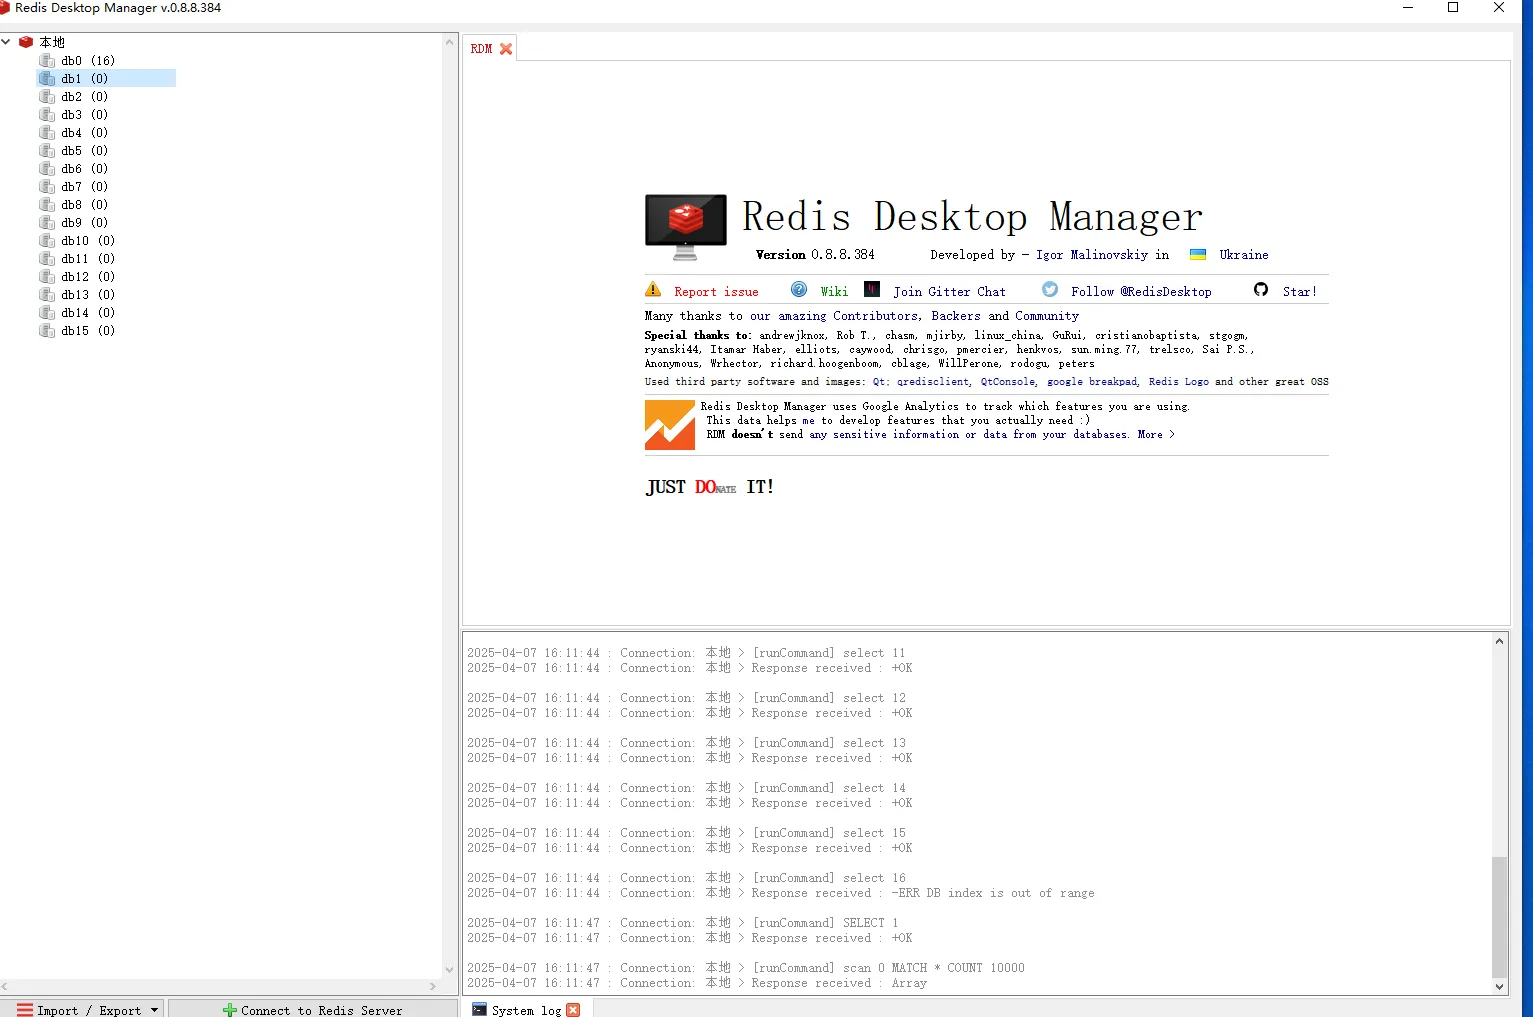 Redis Desktop Manager v.0.8.8.384
本地
db0 (16)
db1 (0)
db2 (0)
db3 (0)
db4 (0)
db5 (0)
db6 (0)
db7 (0)
db8 (0)
db9 (0)
db10 (0)
db11 (0)
db12 (0)
db13 (0)
db14 (0)
db15 (0)
Import / Export
Connect to Redis Server
RDM
Redis Desktop Manager
Version 0.8.8.384 Developed by - Igor Malinovskiy in Ukraine
Report issue Wiki Join Gitter Chat Follow @RedisDesktop Star!
Many thanks to our amazing Contributors, Backers and Community
Special thanks to: andrewjknox, Rob T., chasm, mjirby, linux_china, GuRui, cristianobaptista, stgogm,
ryanski44, Itamar Haber, elliots, caywood, chrisgo, pmercier, henkvos, sun.ming.77, trelsco, Sai P.S.,
Anonymous, Wrhector, richard.hoogenboom, cblage, WillPerone, rodogu, peters
Used third party software and images: Qt; qredisclient, QtConsole, google breakpad, Redis Logo and other great OSS
Redis Desktop Manager uses Google Analytics to track which features you are using.
This data helps me to develop features that you actually need :)
RDM doesn't send any sensitive information or data from your databases. More >
JUST DONATE IT!
2025-04-07 16:11:44 : Connection: 本地 > [runCommand] select 11
2025-04-07 16:11:44 : Connection: 本地 > Response received : +OK
2025-04-07 16:11:44 : Connection: 本地 > [runCommand] select 12
2025-04-07 16:11:44 : Connection: 本地 > Response received : +OK
2025-04-07 16:11:44 : Connection: 本地 > [runCommand] select 13
2025-04-07 16:11:44 : Connection: 本地 > Response received : +OK
2025-04-07 16:11:44 : Connection: 本地 > [runCommand] select 14
2025-04-07 16:11:44 : Connection: 本地 > Response received : +OK
2025-04-07 16:11:44 : Connection: 本地 > [runCommand] select 15
2025-04-07 16:11:44 : Connection: 本地 > Response received : +OK
2025-04-07 16:11:44 : Connection: 本地 > [runCommand] select 16
2025-04-07 16:11:44 : Connection: 本地 > Response received : -ERR DB index is out of range
2025-04-07 16:11:47 : Connection: 本地 > [runCommand] SELECT 1
2025-04-07 16:11:47 : Connection: 本地 > Response received : +OK
2025-04-07 16:11:47 : Connection: 本地 > [runCommand] scan 0 MATCH * COUNT 10000
2025-04-07 16:11:47 : Connection: 本地 > Response received : Array
System log